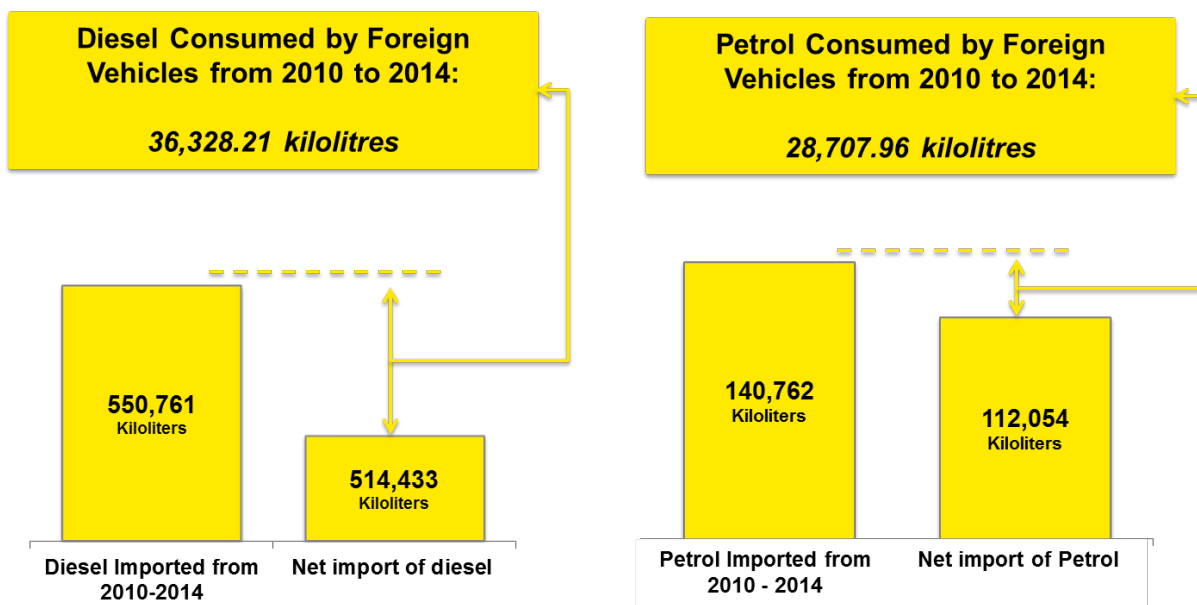 Diesel Consumed by Foreign
Vehicles from 2010 to 2014:
36,328.21 kilolitres
Petrol Consumed by Foreign
Vehicles from 2010 to 2014:
28,707.96 kilolitres
550,761
Kiloliters
514,433
Kiloliters
Diesel Imported from
2010-2014
Net import of diesel
140,762
Kiloliters
112,054
Kiloliters
Petrol Imported from
2010 - 2014
Net import of Petrol